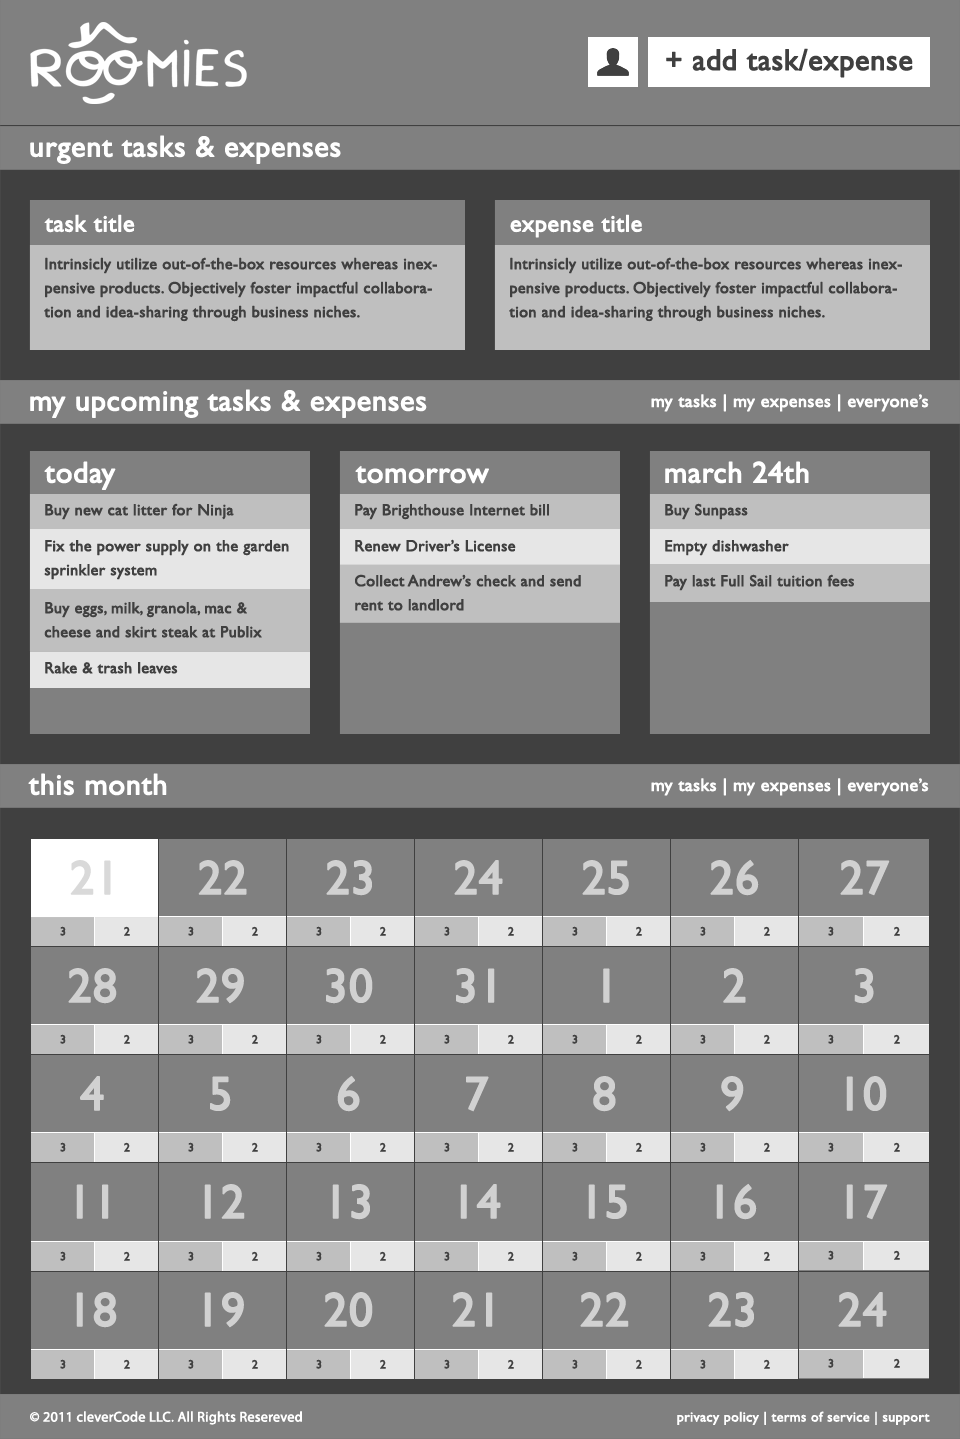 ROOMIES
+ add task/expense
urgent tasks & expenses
task title
Intrinsicly utilize out-of-the-box resources whereas inex-
pensive products. Objectively foster impactful collabora-
tion and idea-sharing through business niches.
expense title
Intrinsicly utilize out-of-the-box resources whereas inex-
pensive products. Objectively foster impactful collabora-
tion and idea-sharing through business niches.
my upcoming tasks & expenses
my tasks | my expenses | everyone's
today
Buy new cat litter for Ninja
Fix the power supply on the garden
sprinkler system
Buy eggs, milk, granola, mac &
cheese and skirt steak at Publix
Rake & trash leaves
tomorrow
Pay Brighthouse Internet bill
Renew Driver's License
Collect Andrew's check and send
rent to landlord
march 24th
Buy Sunpass
Empty dishwasher
Pay last Full Sail tuition fees
this month
my tasks | my expenses | everyone's
21 22 23 24 25 26 27
3 2 3 2 3 2 3 2 3 2 3 2 3 2
28 29 30 31 1 2 3
3 2 3 2 3 2 3 2 3 2 3 2 3 2
4 5 6 7 8 9 10
3 2 3 2 3 2 3 2 3 2 3 2 3 2
11 12 13 14 15 16 17
3 2 3 2 3 2 3 2 3 2 3 2 3 2
18 19 20 21 22 23 24
3 2 3 2 3 2 3 2 3 2 3 2 3 2
© 2011 cleverCode LLC. All Rights Resereved
privacy policy | terms of service | support